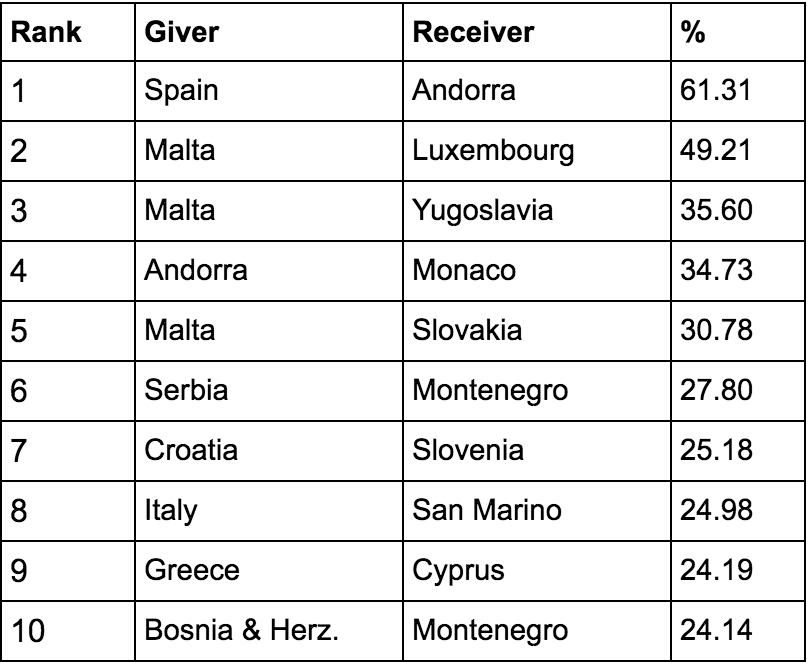 Rank Giver Receiver %
1 Spain Andorra 61.31
2 Malta Luxembourg 49.21
3 Malta Yugoslavia 35.60
4 Andorra Monaco 34.73
5 Malta Slovakia 30.78
6 Serbia Montenegro 27.80
7 Croatia Slovenia 25.18
8 Italy San Marino 24.98
9 Greece Cyprus 24.19
10 Bosnia & Herz. Montenegro 24.14